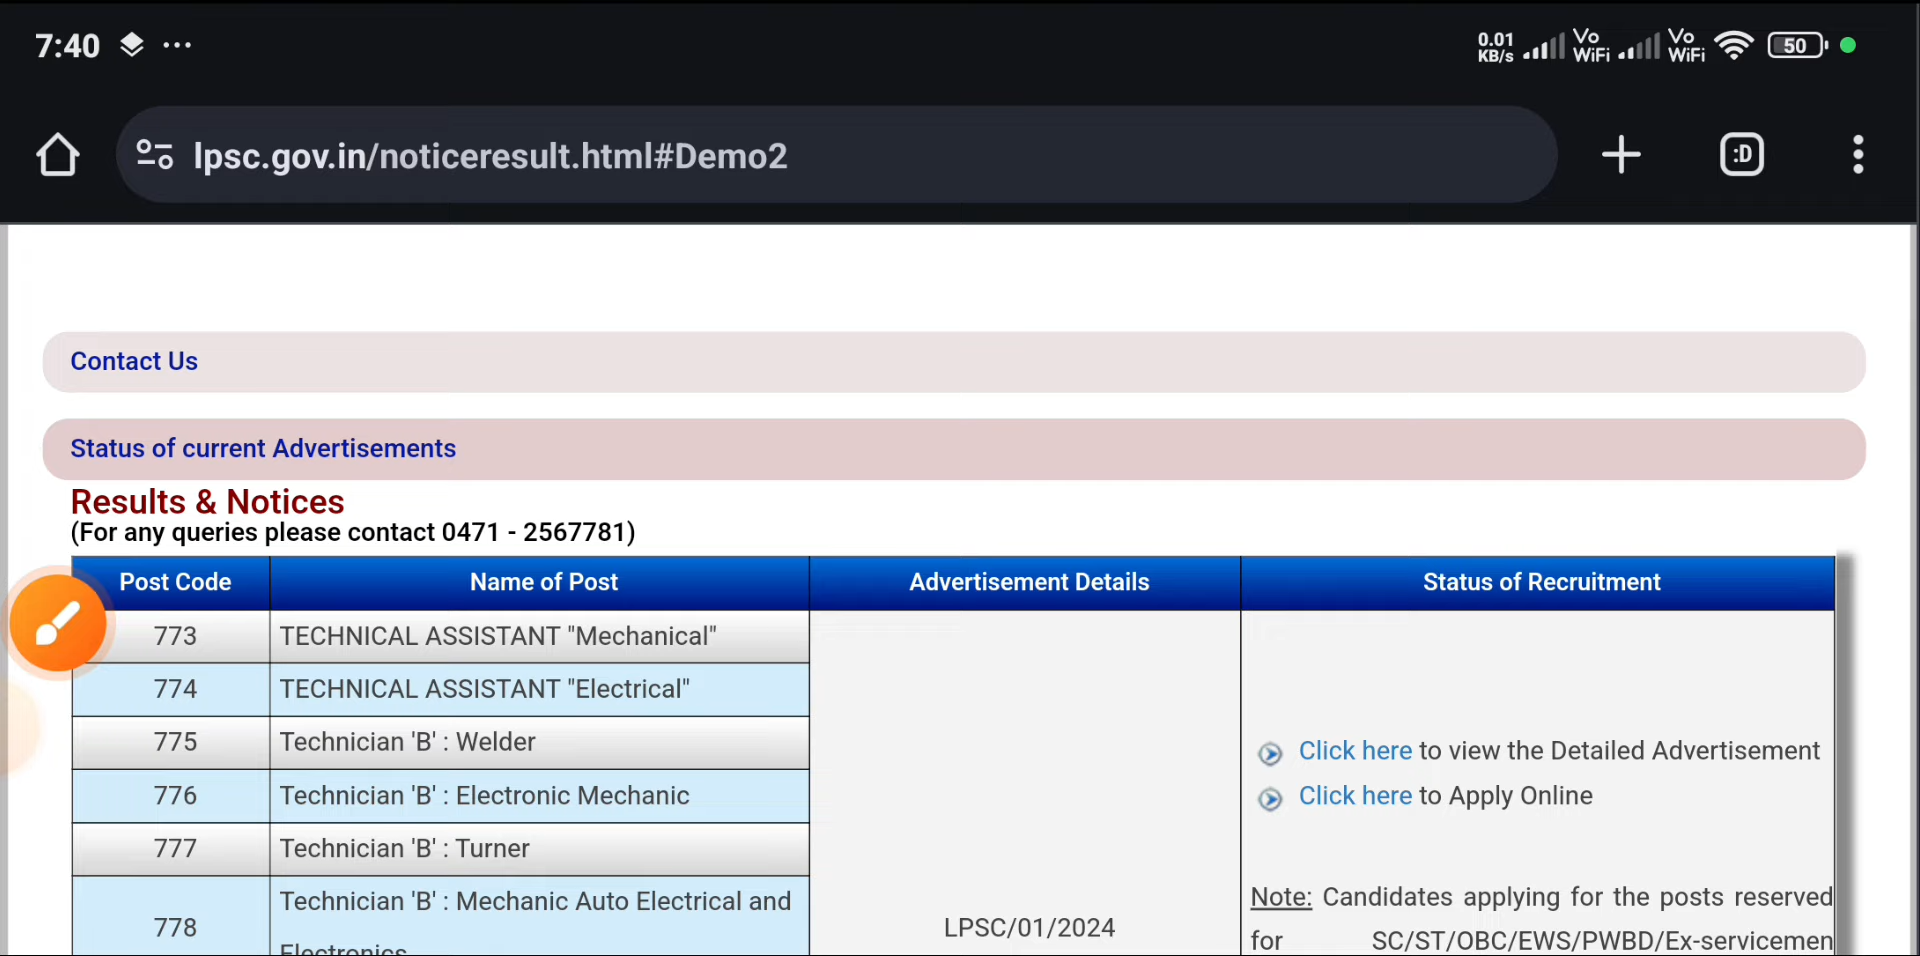 7:40
0.01 KB/s Vo WiFi Vo WiFi 50
lpsc.gov.in/noticeresult.html#Demo2
:D
Contact Us
Status of current Advertisements
Results & Notices
(For any queries please contact 0471 - 2567781)
Post Code Name of Post Advertisement Details Status of Recruitment
773 TECHNICAL ASSISTANT "Mechanical"
774 TECHNICAL ASSISTANT "Electrical"
775 Technician 'B' : Welder
Click here to view the Detailed Advertisement
776 Technician 'B' : Electronic Mechanic
Click here to Apply Online
777 Technician 'B' : Turner
778 Technician 'B' : Mechanic Auto Electrical and
Electronics
LPSC/01/2024
Note: Candidates applying for the posts reserved
for SC/ST/OBC/EWS/PWBD/Ex-servicemen